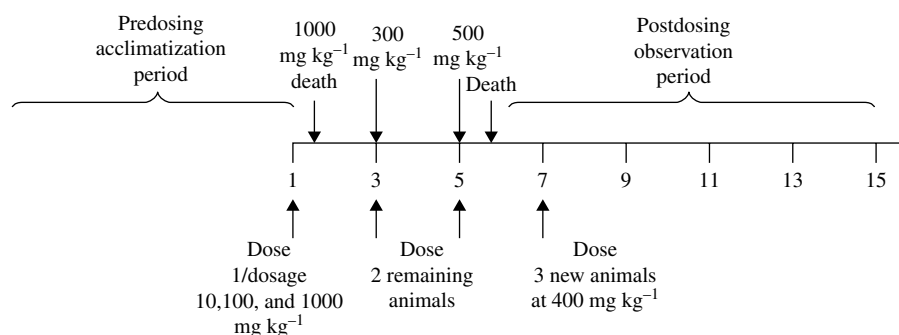 Predosing
acclimatization
period
1000
mg kg⁻¹
death
300
mg kg⁻¹
500
mg kg⁻¹
Death
Postdosing
observation
period
1 3 5 7 9 11 13 15
Dose
1/dosage
10,100, and 1000
mg kg⁻¹
Dose
2 remaining
animals
Dose
3 new animals
at 400 mg kg⁻¹